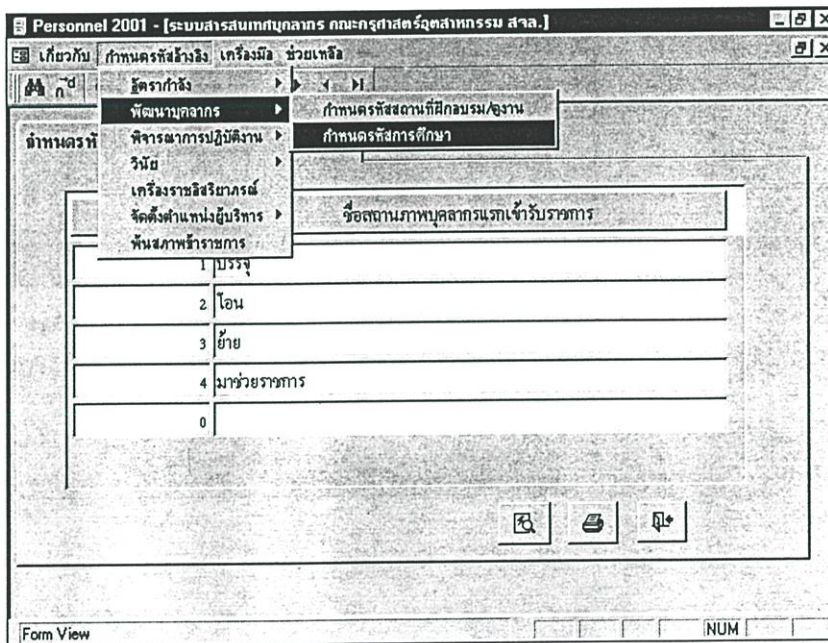 Personnel 2001 - [ระบบสารสนเทศบุคลากร คณะครุศาสตร์อุตสาหกรรม สจล.]
เกี่ยวกับ กำหนดรหัสอ้างอิง เครื่องมือ ช่วยเหลือ
อัตรากำลัง
พัฒนาบุคลากร
กำหนดรหัสสถานที่ฝึกอบรม/ดูงาน
กำหนดรหัสการศึกษา
พิจารณาการปฏิบัติงาน
วินัย
เครื่องราชอิสริยาภรณ์
จัดตั้งตำแหน่งผู้บริหาร
พ้นสภาพข้าราชการ
กำหนดรหั
ชื่อสถานภาพบุคลากรแรกเข้ารับราชการ
1 บรรจุ
2 โอน
3 ย้าย
4 มาช่วยราชการ
0
Form View NUM